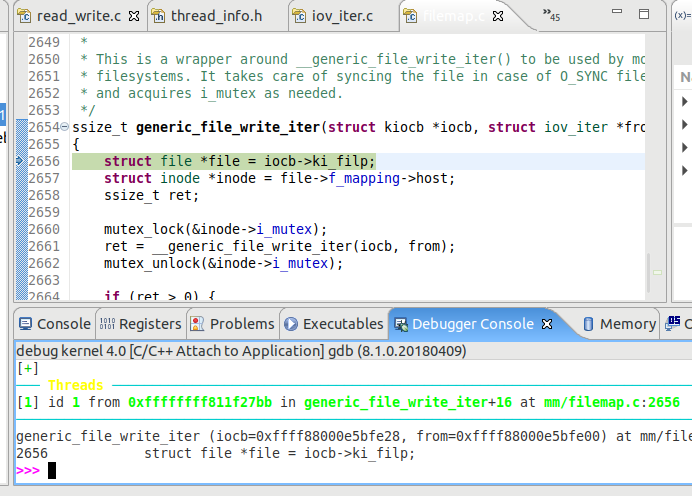 read_write.c thread_info.h iov_iter.c filemap.c »45 (x)=
2649 *
2650 * This is a wrapper around __generic_file_write_iter() to be used by mo
2651 * filesystems. It takes care of syncing the file in case of O_SYNC file
2652 * and acquires i_mutex as needed.
2653 */
2654 ssize_t generic_file_write_iter(struct kiocb *iocb, struct iov_iter *fro
2655 {
2656 struct file *file = iocb->ki_filp;
2657 struct inode *inode = file->f_mapping->host;
2658 ssize_t ret;
2659
2660 mutex_lock(&inode->i_mutex);
2661 ret = __generic_file_write_iter(iocb, from);
2662 mutex_unlock(&inode->i_mutex);
2663
2664 if (ret > 0) {
Console Registers Problems Executables Debugger Console Memory
debug kernel 4.0 [C/C++ Attach to Application] gdb (8.1.0.20180409)
[+]
Threads
[1] id 1 from 0xffffffff811f27bb in generic_file_write_iter+16 at mm/filemap.c:2656
generic_file_write_iter (iocb=0xffff88000e5bfe28, from=0xffff88000e5bfe00) at mm/file
2656 struct file *file = iocb->ki_filp;
>>>